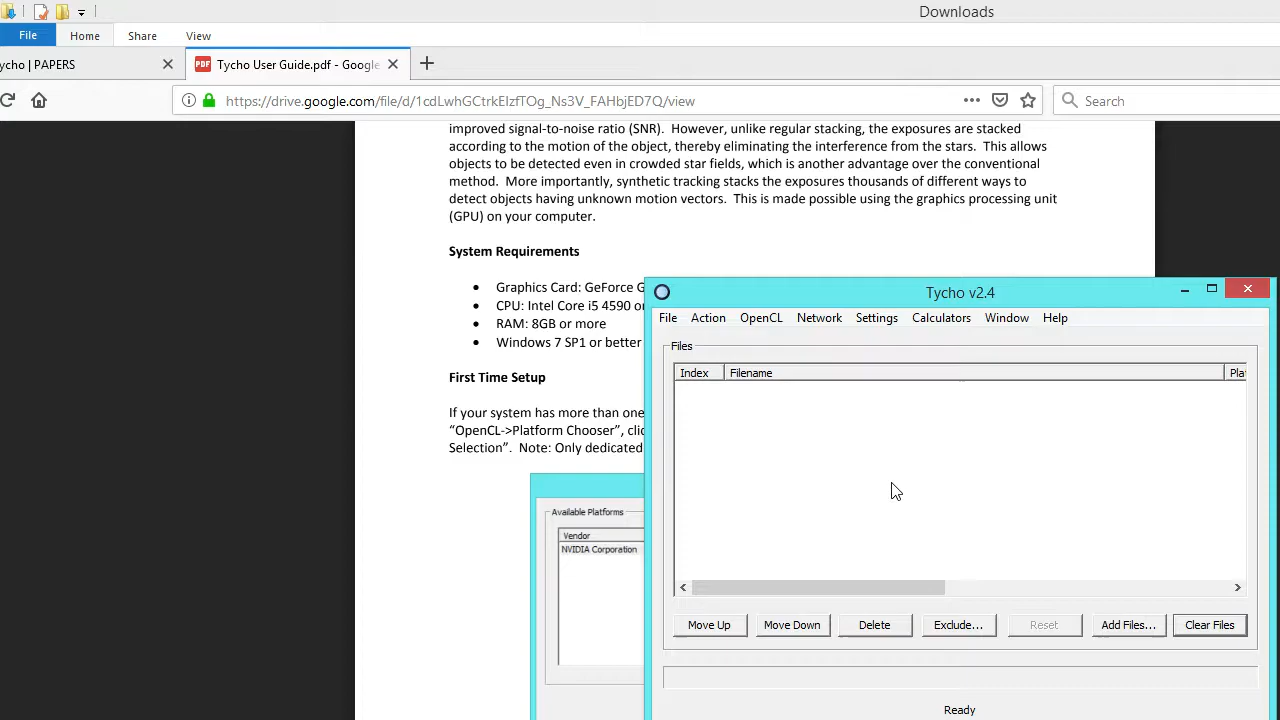 Downloads
File Home Share View
ycho | PAPERS
Tycho User Guide.pdf - Google
https://drive.google.com/file/d/1cdLwhGCtrkEIzfTOg_Ns3V_FAHbjED7Q/view
Search
improved signal-to-noise ratio (SNR). However, unlike regular stacking, the exposures are stacked
according to the motion of the object, thereby eliminating the interference from the stars. This allows
objects to be detected even in crowded star fields, which is another advantage over the conventional
method. More importantly, synthetic tracking stacks the exposures thousands of different ways to
detect objects having unknown motion vectors. This is made possible using the graphics processing unit
(GPU) on your computer.
System Requirements
• Graphics Card: GeForce G
• CPU: Intel Core i5 4590 or
• RAM: 8GB or more
• Windows 7 SP1 or better
First Time Setup
If your system has more than one
“OpenCL->Platform Chooser”, clic
Selection”. Note: Only dedicated
Available Platforms
Vendor
NVIDIA Corporation
Tycho v2.4
File Action OpenCL Network Settings Calculators Window Help
Files
Index Filename Plat
Move Up Move Down Delete Exclude... Reset Add Files... Clear Files
Ready